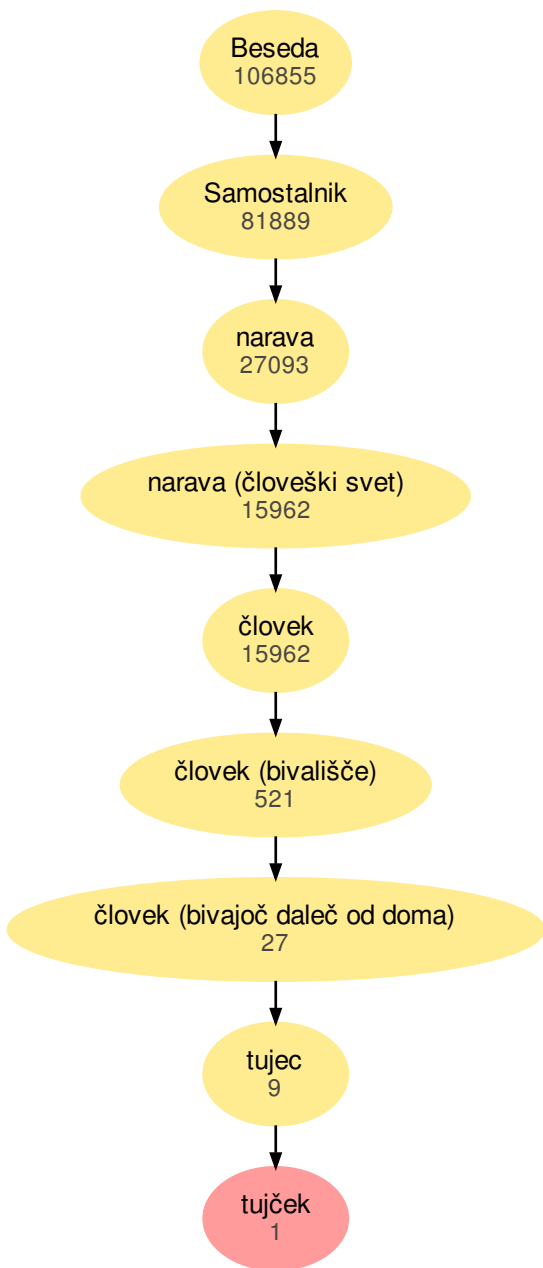 Beseda
106855
Samostalnik
81889
narava
27093
narava (človeški svet)
15962
človek
15962
človek (bivališče)
521
človek (bivajoč daleč od doma)
27
tujec
9
tujček
1